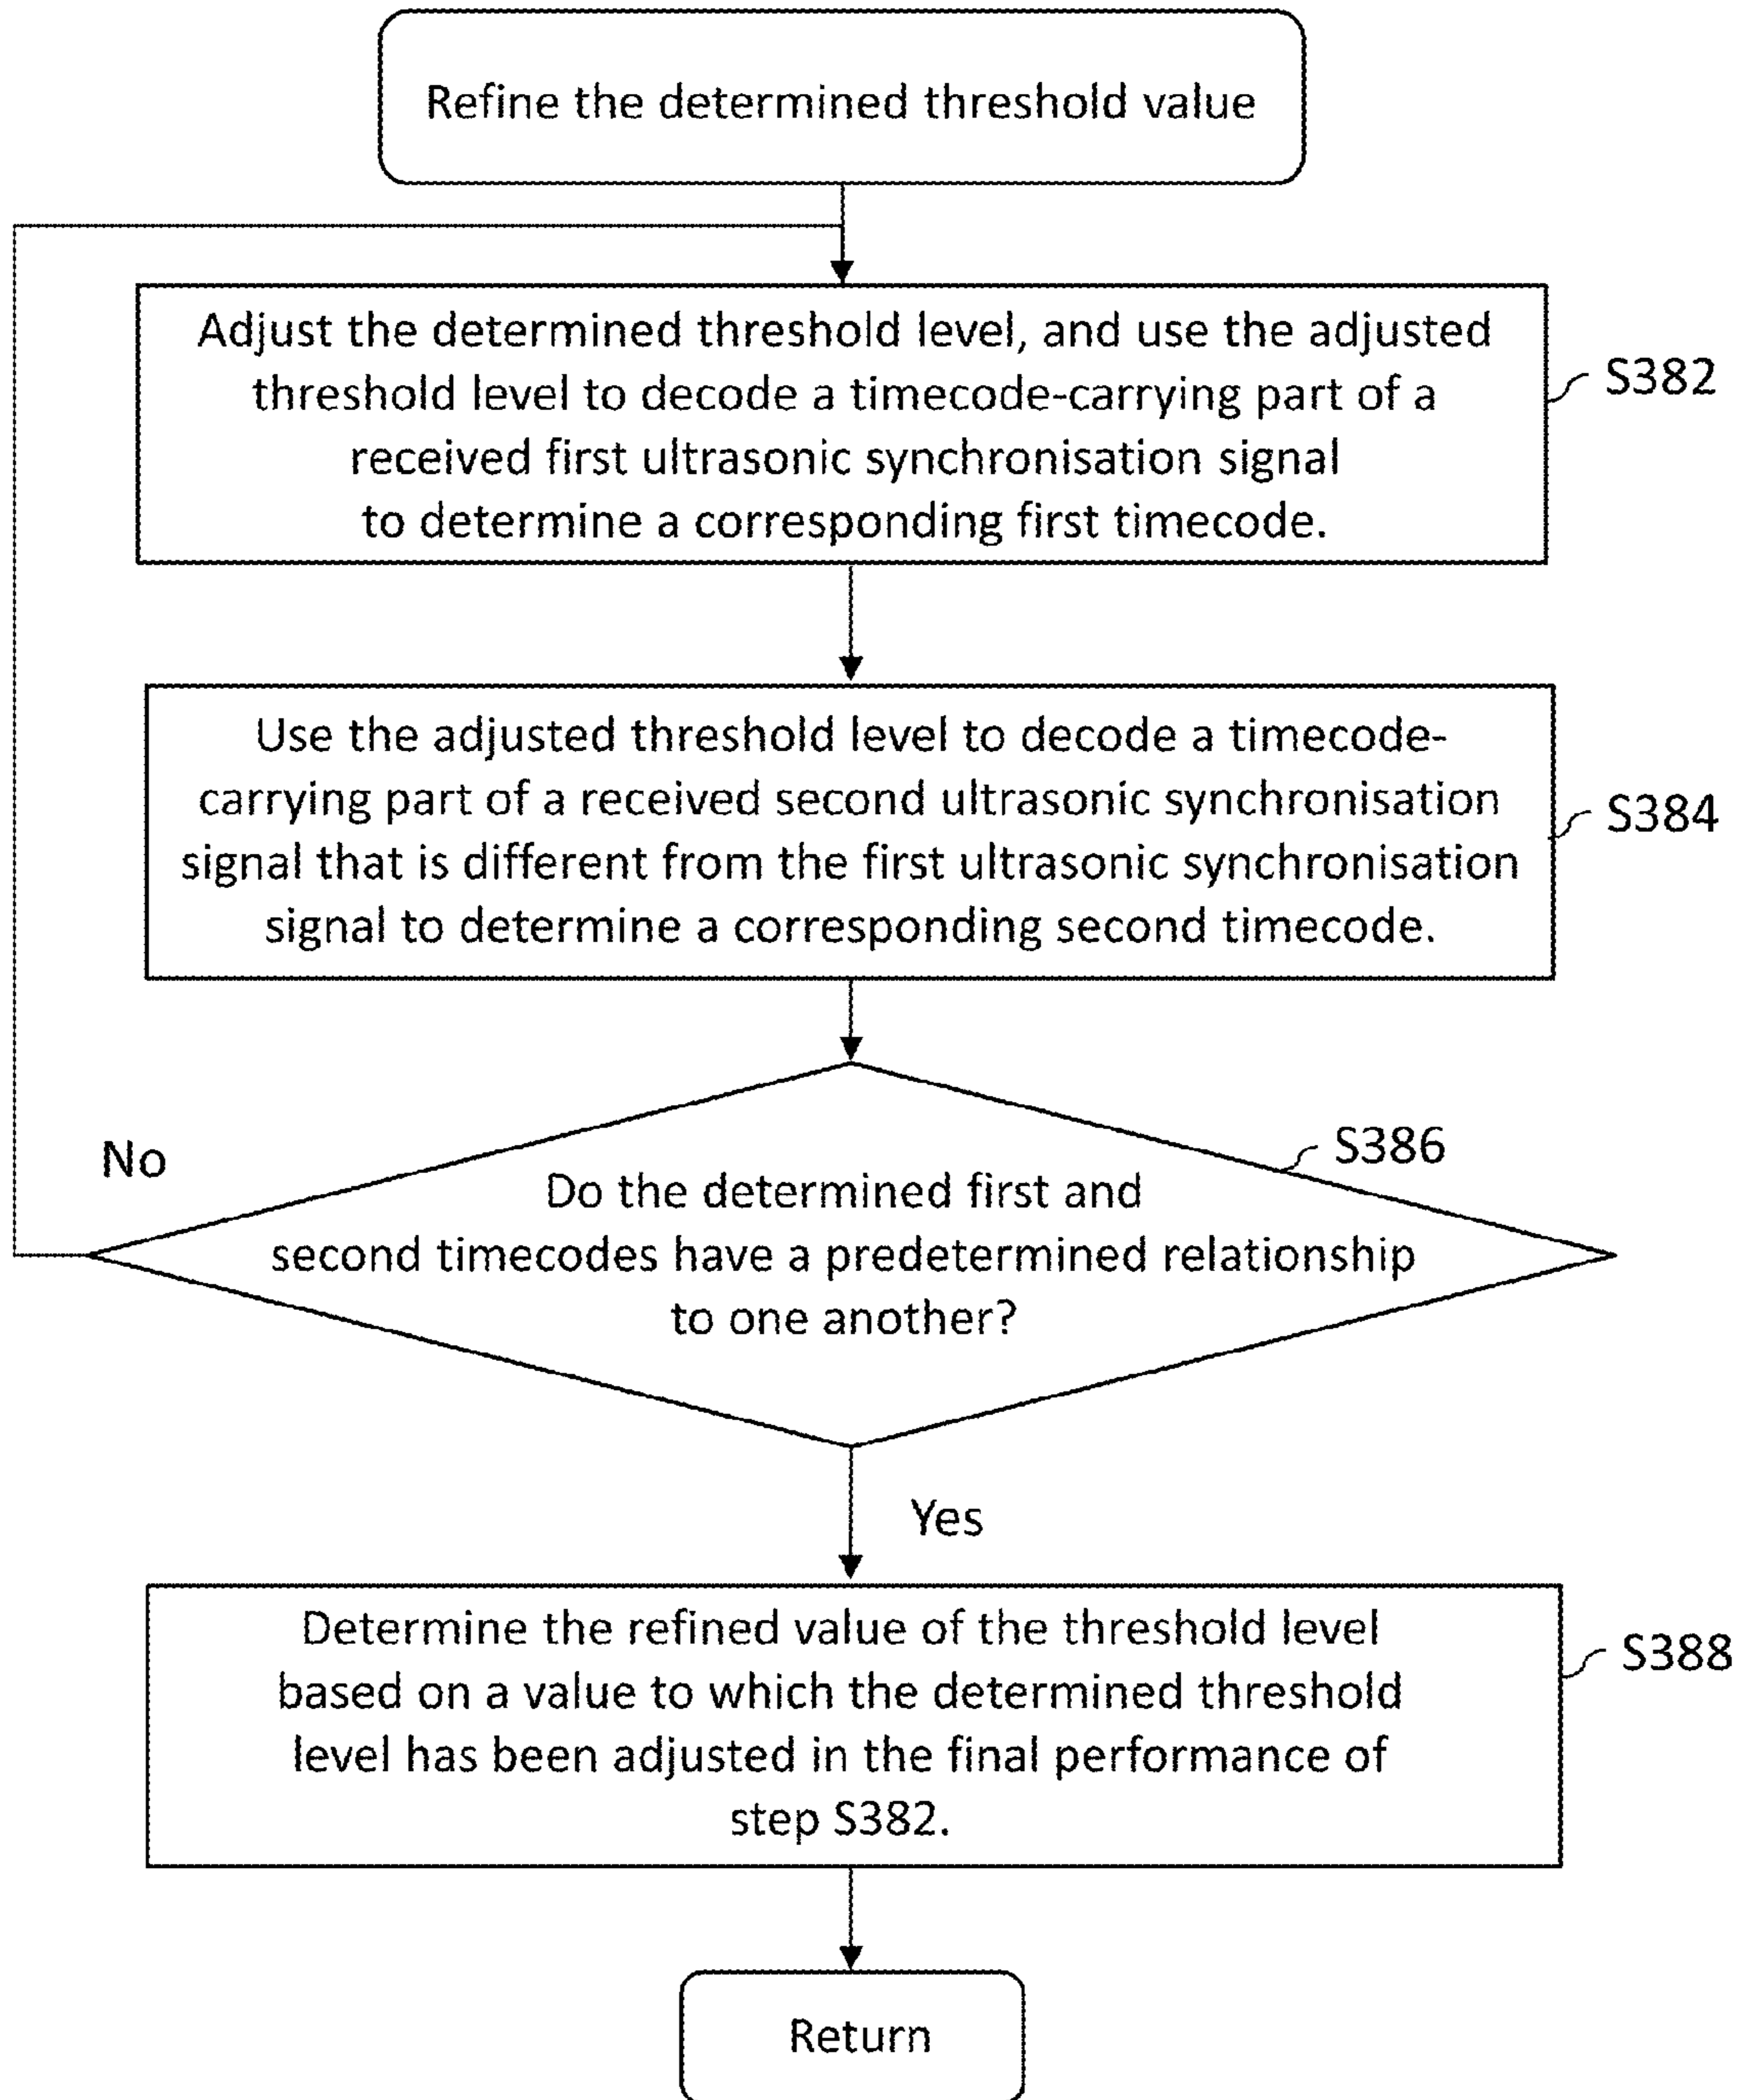 Refine the determined threshold value
Adjust the determined threshold level, and use the adjusted
threshold level to decode a timecode-carrying part of a
received first ultrasonic synchronisation signal
to determine a corresponding first timecode.
S382
Use the adjusted threshold level to decode a timecode-
carrying part of a received second ultrasonic synchronisation
signal that is different from the first ultrasonic synchronisation
signal to determine a corresponding second timecode.
S384
No
S386
Do the determined first and
second timecodes have a predetermined relationship
to one another?
Yes
Determine the refined value of the threshold level
based on a value to which the determined threshold
level has been adjusted in the final performance of
step S382.
S388
Return